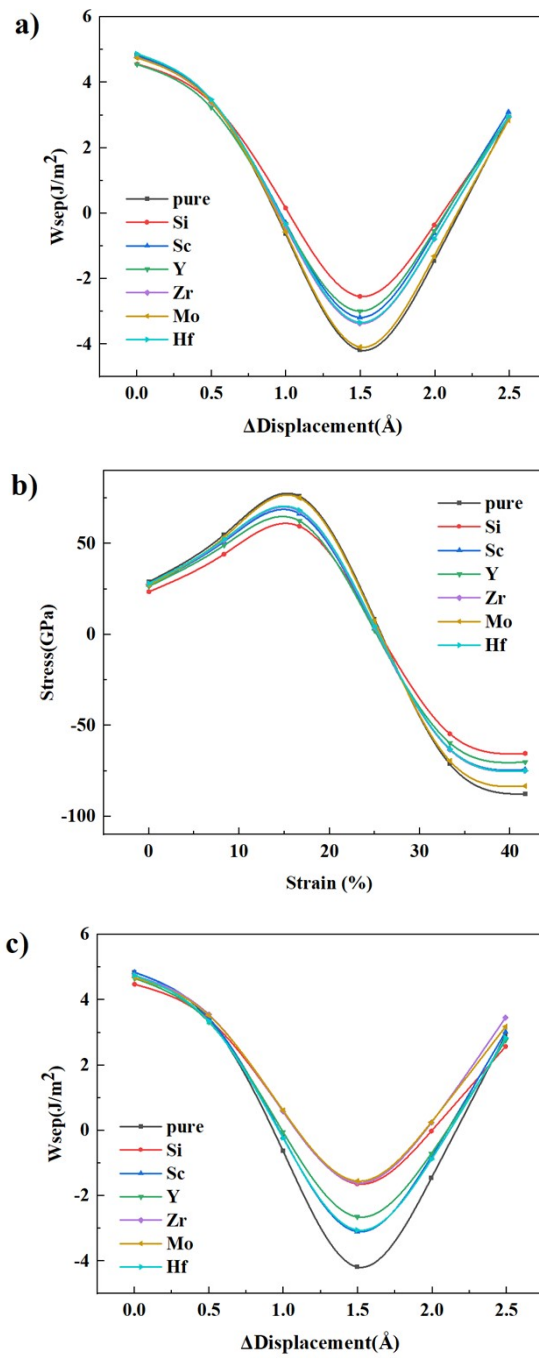 a)
6
4
2
0
-2
-4
Wsep(J/m²)
pure
Si
Sc
Y
Zr
Mo
Hf
0.0 0.5 1.0 1.5 2.0 2.5
ΔDisplacement(Å)
b)
50
0
-50
-100
Stress(GPa)
pure
Si
Sc
Y
Zr
Mo
Hf
0 10 20 30 40
Strain (%)
c)
6
4
2
0
-2
-4
Wsep(J/m²)
pure
Si
Sc
Y
Zr
Mo
Hf
0.0 0.5 1.0 1.5 2.0 2.5
ΔDisplacement(Å)